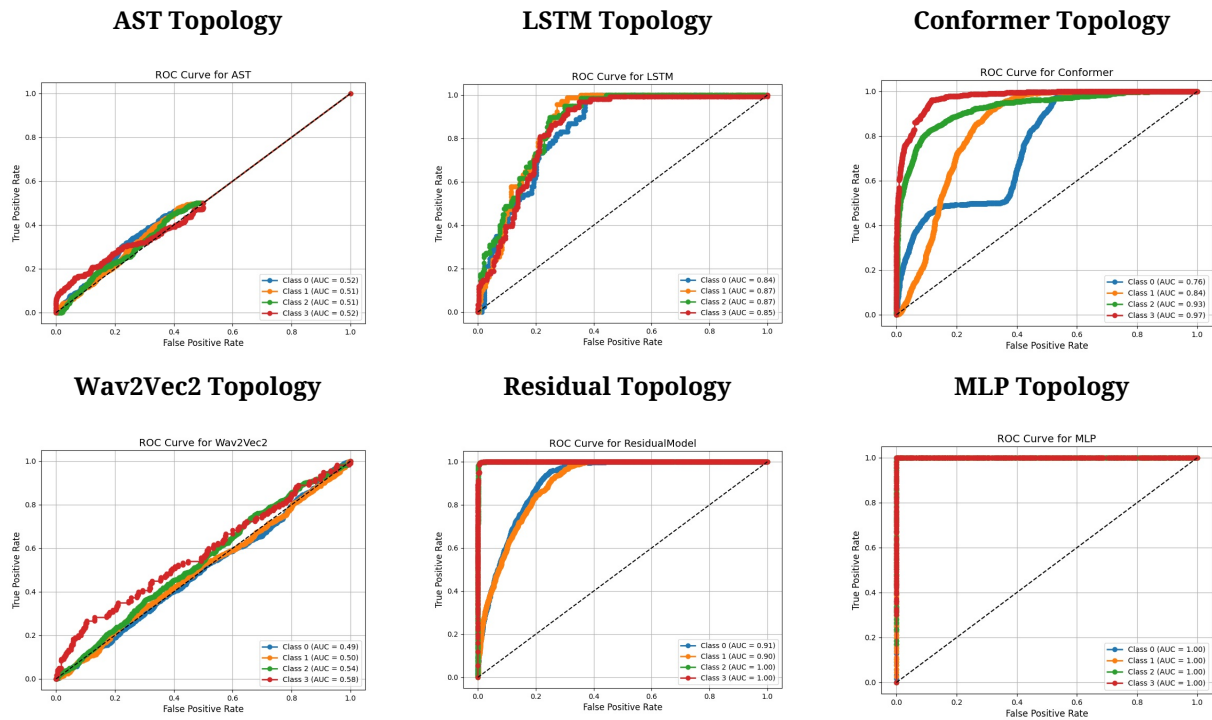 AST Topology
LSTM Topology
Conformer Topology
ROC Curve for AST
True Positive Rate
1.0
0.8
0.6
0.4
0.2
0.0
Class 0 (AUC = 0.52)
Class 1 (AUC = 0.51)
Class 2 (AUC = 0.51)
Class 3 (AUC = 0.52)
0.0 0.2 0.4 0.6 0.8 1.0
False Positive Rate
ROC Curve for LSTM
True Positive Rate
1.0
0.8
0.6
0.4
0.2
0.0
Class 0 (AUC = 0.84)
Class 1 (AUC = 0.87)
Class 2 (AUC = 0.87)
Class 3 (AUC = 0.85)
0.0 0.2 0.4 0.6 0.8 1.0
False Positive Rate
ROC Curve for Conformer
True Positive Rate
1.0
0.8
0.6
0.4
0.2
0.0
Class 0 (AUC = 0.76)
Class 1 (AUC = 0.84)
Class 2 (AUC = 0.93)
Class 3 (AUC = 0.97)
0.0 0.2 0.4 0.6 0.8 1.0
False Positive Rate
Wav2Vec2 Topology
Residual Topology
MLP Topology
ROC Curve for Wav2Vec2
True Positive Rate
1.0
0.8
0.6
0.4
0.2
0.0
Class 0 (AUC = 0.49)
Class 1 (AUC = 0.50)
Class 2 (AUC = 0.54)
Class 3 (AUC = 0.58)
0.0 0.2 0.4 0.6 0.8 1.0
False Positive Rate
ROC Curve for ResidualModel
True Positive Rate
1.0
0.8
0.6
0.4
0.2
0.0
Class 0 (AUC = 0.91)
Class 1 (AUC = 0.90)
Class 2 (AUC = 1.00)
Class 3 (AUC = 1.00)
0.0 0.2 0.4 0.6 0.8 1.0
False Positive Rate
ROC Curve for MLP
True Positive Rate
1.0
0.8
0.6
0.4
0.2
0.0
Class 0 (AUC = 1.00)
Class 1 (AUC = 1.00)
Class 2 (AUC = 1.00)
Class 3 (AUC = 1.00)
0.0 0.2 0.4 0.6 0.8 1.0
False Positive Rate